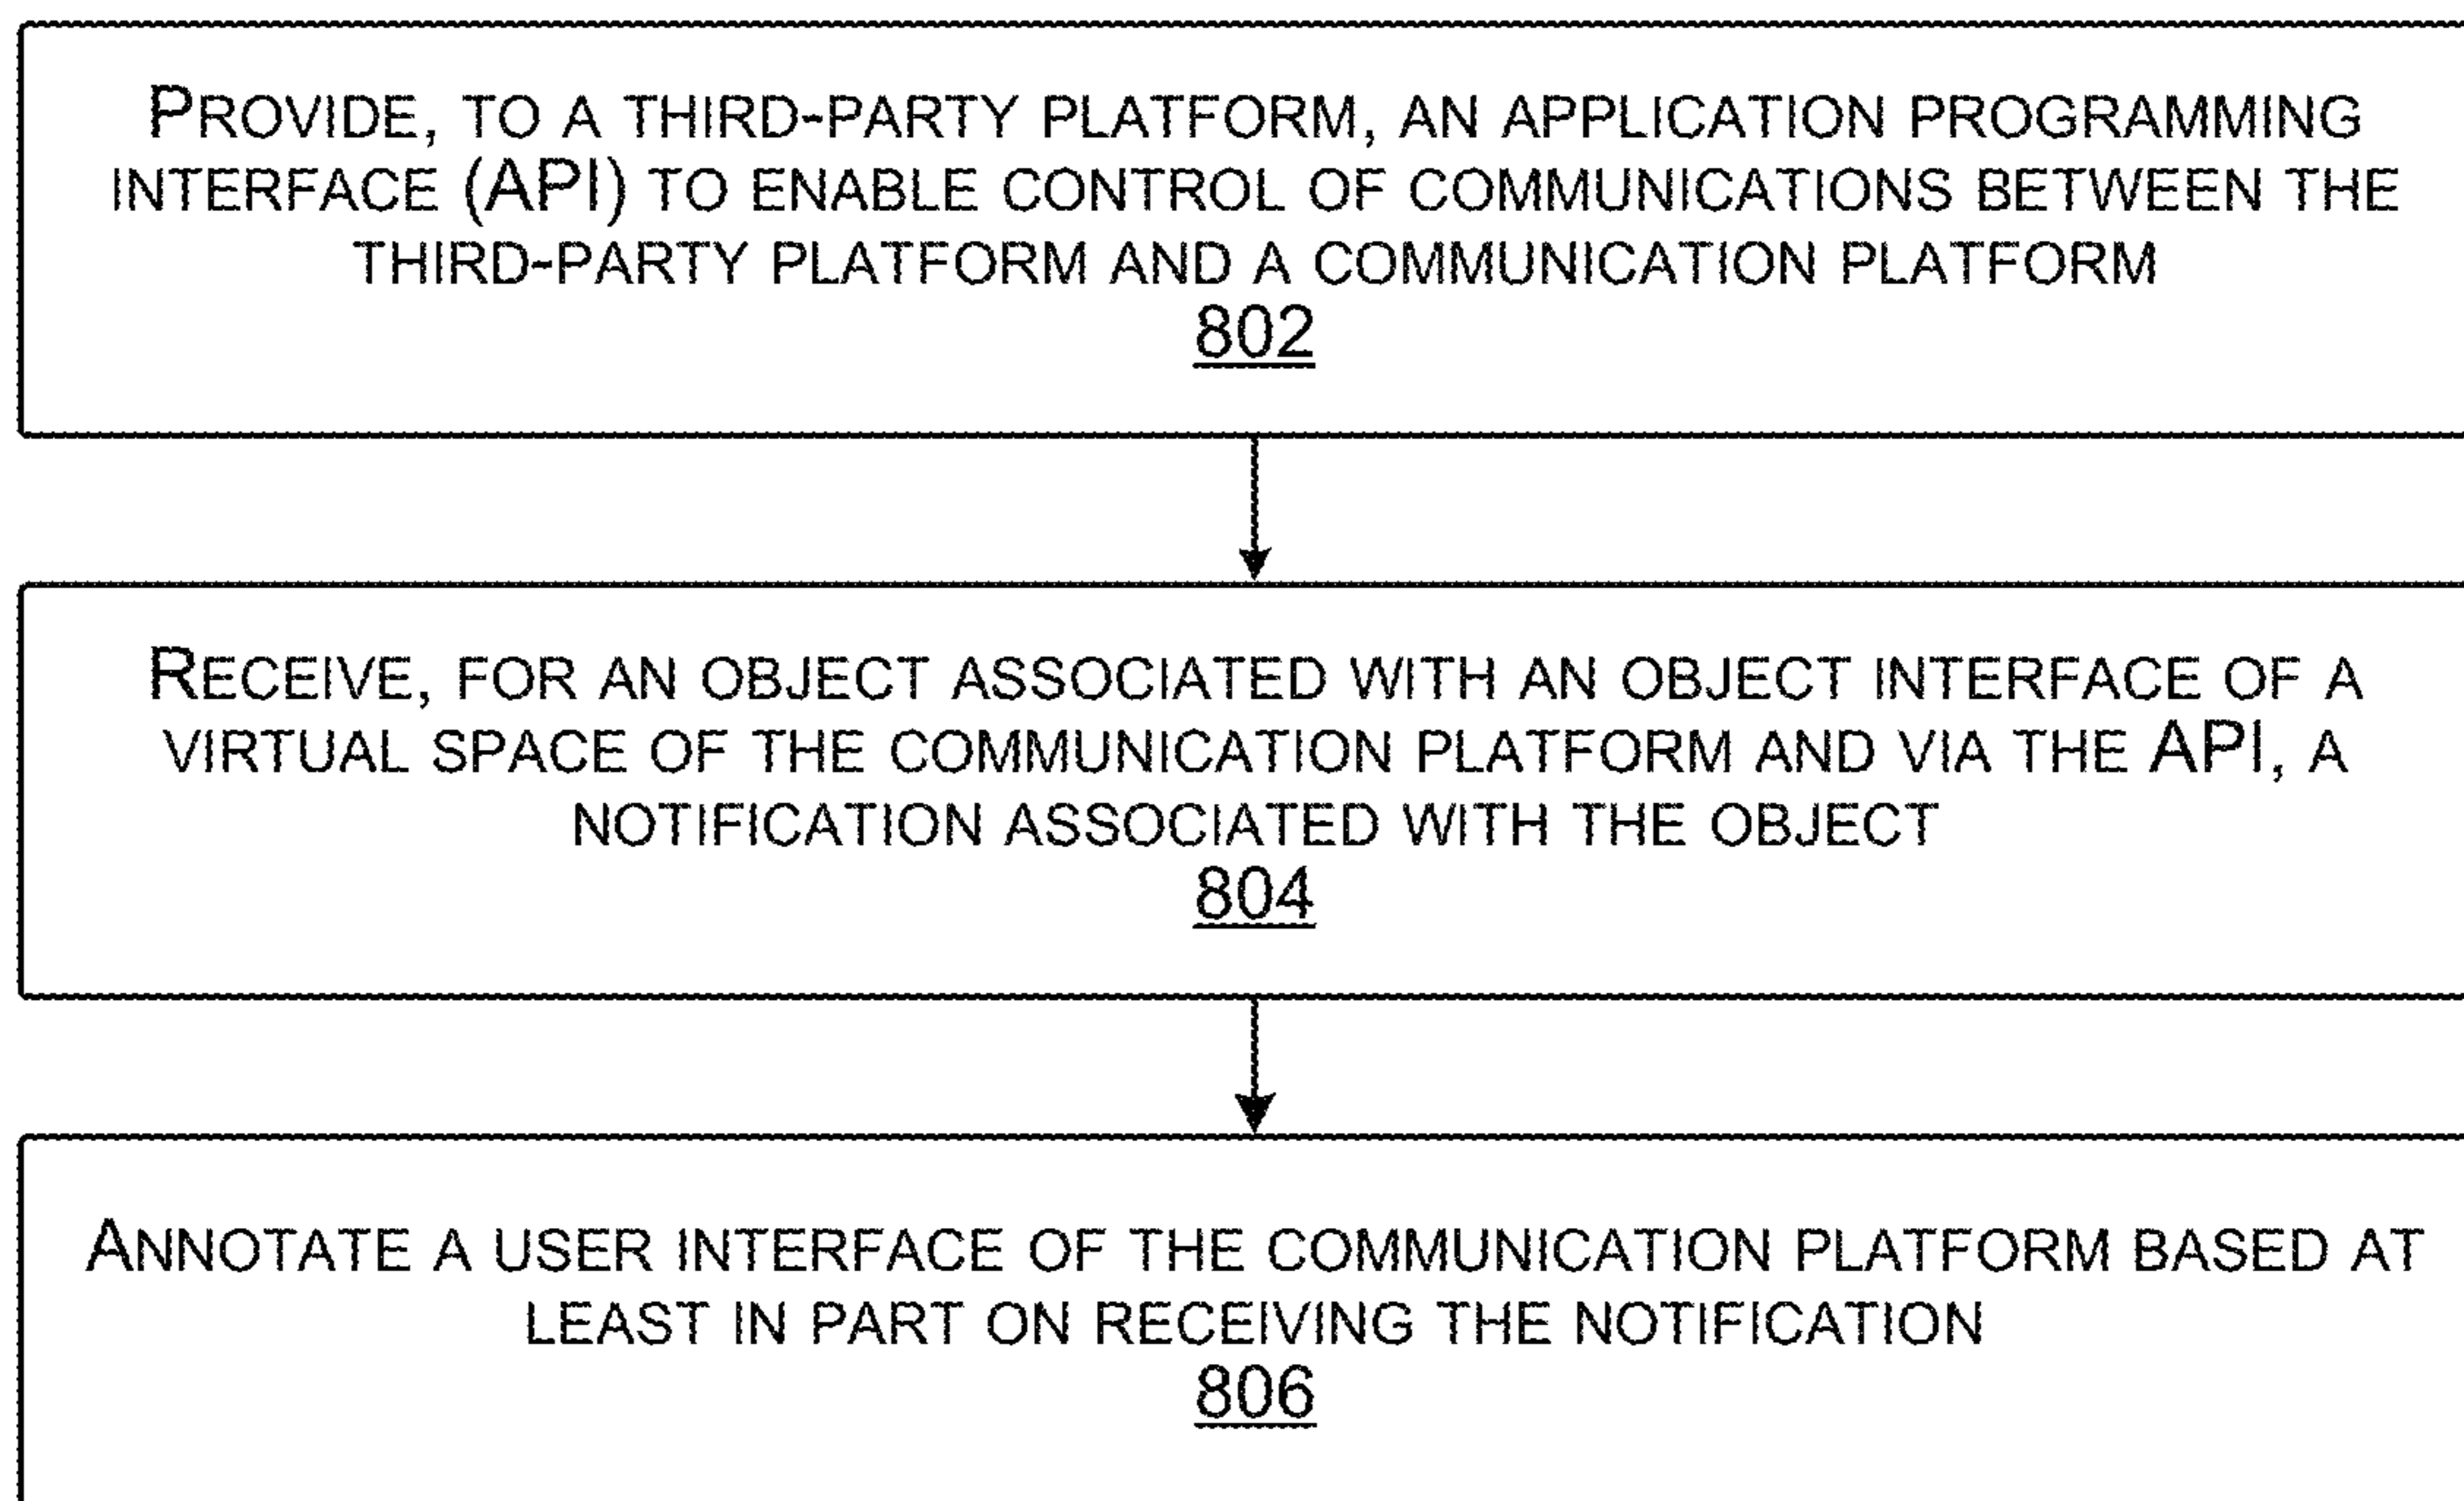 PROVIDE, TO A THIRD-PARTY PLATFORM, AN APPLICATION PROGRAMMING
INTERFACE (API) TO ENABLE CONTROL OF COMMUNICATIONS BETWEEN THE
THIRD-PARTY PLATFORM AND A COMMUNICATION PLATFORM
802
RECEIVE, FOR AN OBJECT ASSOCIATED WITH AN OBJECT INTERFACE OF A
VIRTUAL SPACE OF THE COMMUNICATION PLATFORM AND VIA THE API, A
NOTIFICATION ASSOCIATED WITH THE OBJECT
804
ANNOTATE A USER INTERFACE OF THE COMMUNICATION PLATFORM BASED AT
LEAST IN PART ON RECEIVING THE NOTIFICATION
806